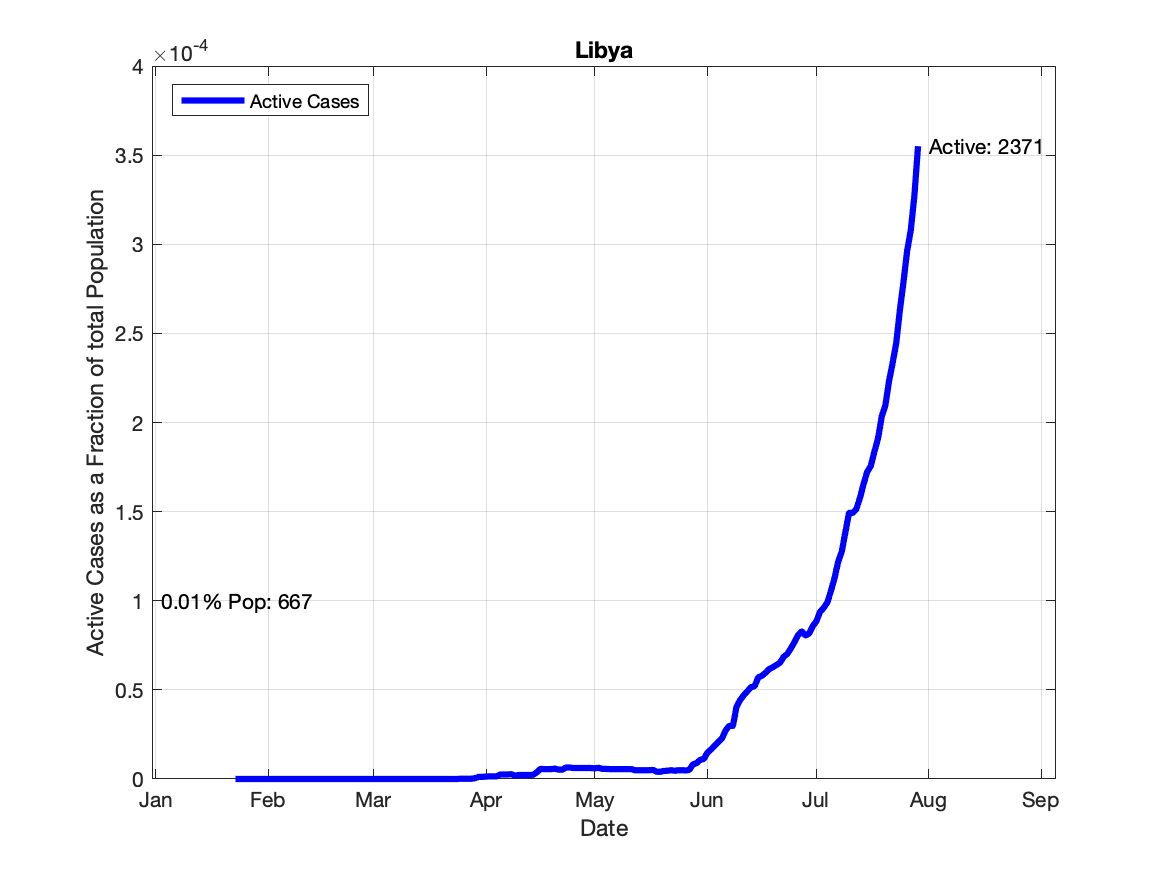 Libya
×10-4
4
Active Cases
Active: 2371
3.5
3
2.5
2
1.5
1
0.01% Pop: 667
0.5
0
Active Cases as a Fraction of total Population
Jan Feb Mar Apr May Jun Jul Aug Sep
Date